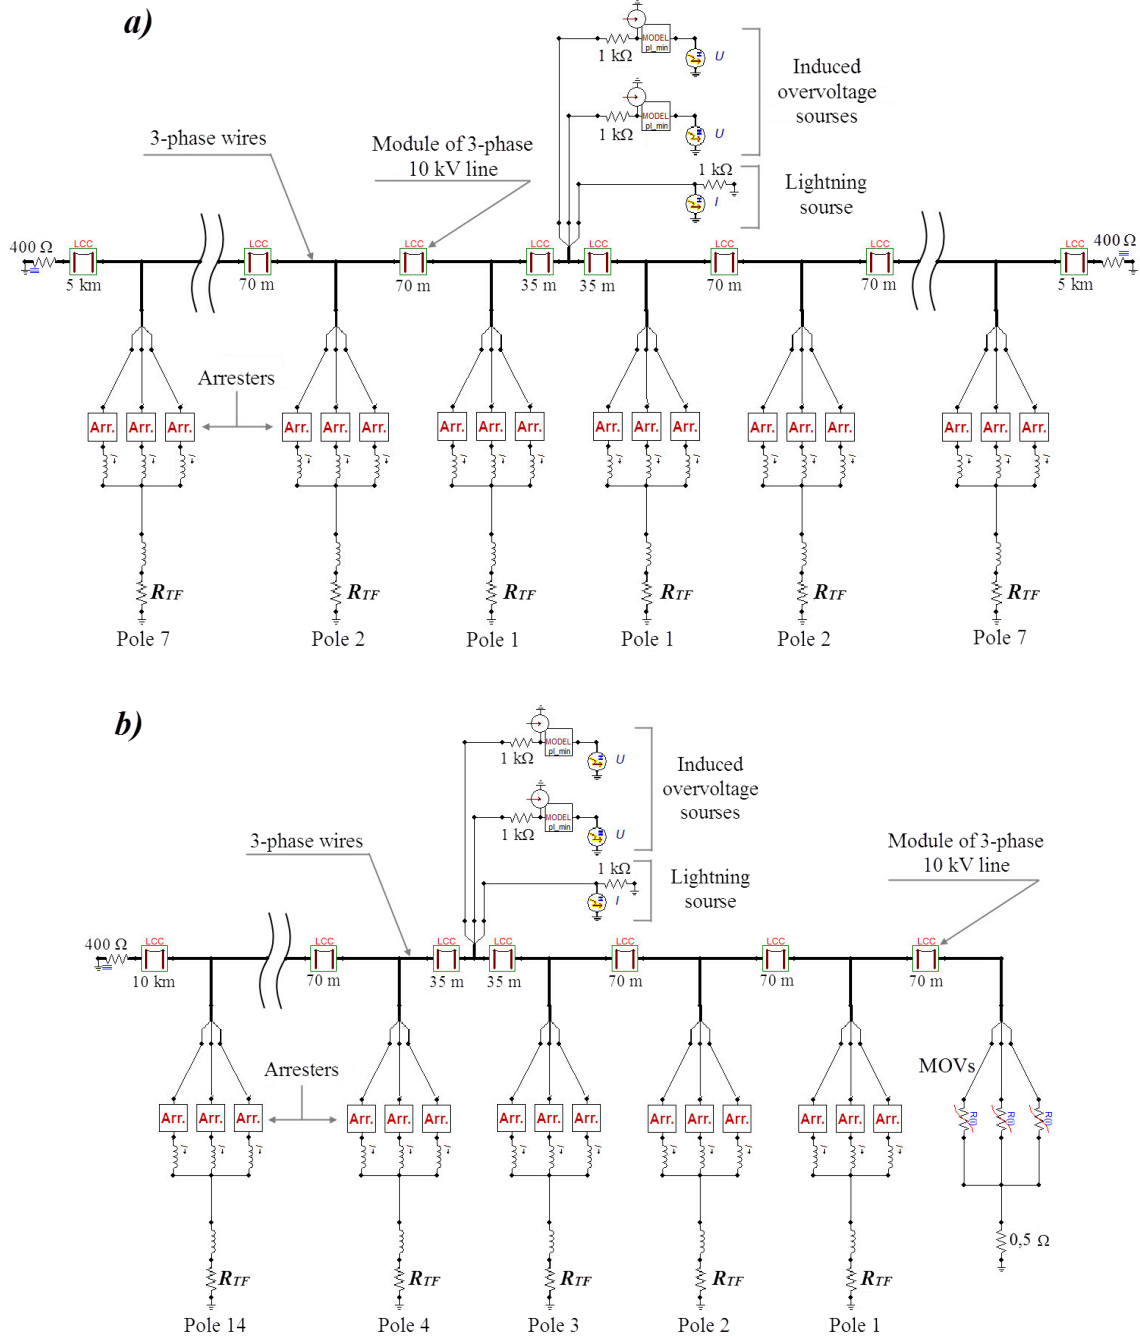 a)
MODEL
pl_min
1 kΩ
U
Induced
overvoltage
sourses
MODEL
pl_min
1 kΩ
U
3-phase wires
Module of 3-phase
10 kV line
1 kΩ
I
Lightning
sourse
400 Ω
LCC
5 km
LCC
70 m
LCC
70 m
LCC
35 m
LCC
35 m
LCC
70 m
LCC
70 m
LCC
5 km
400 Ω
Arresters
Arr. Arr. Arr.
Arr. Arr. Arr.
Arr. Arr. Arr.
Arr. Arr. Arr.
Arr. Arr. Arr.
Arr. Arr. Arr.
RTF RTF RTF RTF RTF RTF
Pole 7 Pole 2 Pole 1 Pole 1 Pole 2 Pole 7
b)
MODEL
pl_min
1 kΩ
U
Induced
overvoltage
sourses
MODEL
pl_min
1 kΩ
U
3-phase wires
Module of 3-phase
10 kV line
1 kΩ
I
Lightning
sourse
400 Ω
LCC
10 km
LCC
70 m
LCC
35 m
LCC
35 m
LCC
70 m
LCC
70 m
LCC
70 m
Arresters
MOVs
Arr. Arr. Arr.
Arr. Arr. Arr.
Arr. Arr. Arr.
Arr. Arr. Arr.
Arr. Arr. Arr.
R(i) R(i) R(i)
0,5 Ω
RTF RTF RTF RTF RTF
Pole 14 Pole 4 Pole 3 Pole 2 Pole 1